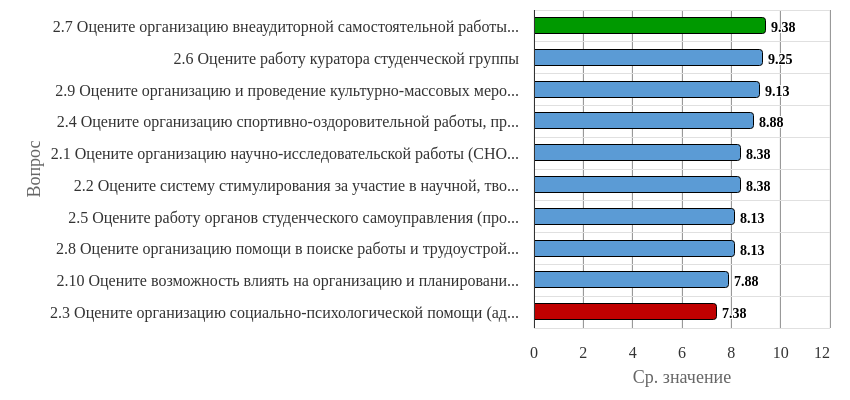 2.7 Оцените организацию внеаудиторной самостоятельной работы... 9.38
2.6 Оцените работу куратора студенческой группы 9.25
2.9 Оцените организацию и проведение культурно-массовых меро... 9.13
2.4 Оцените организацию спортивно-оздоровительной работы, пр... 8.88
2.1 Оцените организацию научно-исследовательской работы (СНО... 8.38
2.2 Оцените систему стимулирования за участие в научной, тво... 8.38
2.5 Оцените работу органов студенческого самоуправления (про... 8.13
2.8 Оцените организацию помощи в поиске работы и трудоустрой... 8.13
2.10 Оцените возможность влиять на организацию и планировани... 7.88
2.3 Оцените организацию социально-психологической помощи (ад... 7.38
Вопрос
0 2 4 6 8 10 12
Ср. значение